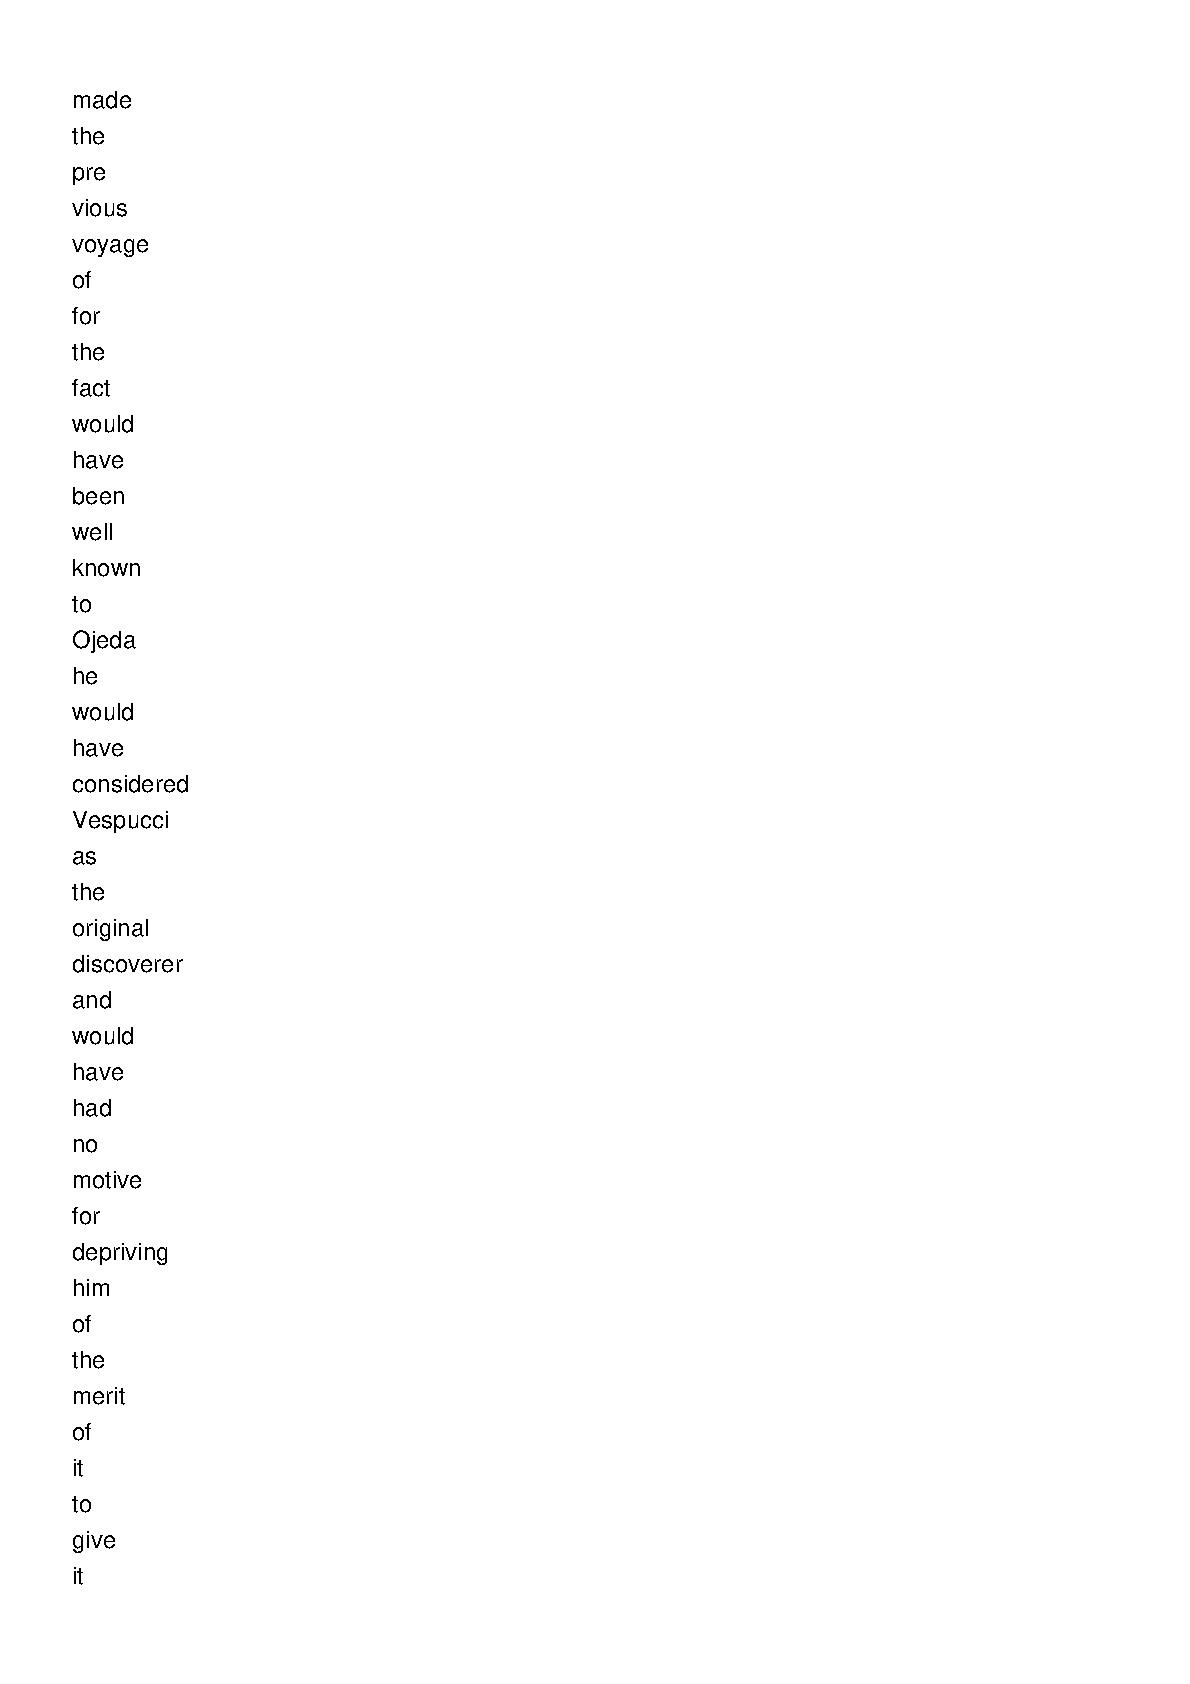 made
the
pre
vious
voyage
of
for
the
fact
would
have
been
well
known
to
Ojeda
he
would
have
considered
Vespucci
as
the
original
discoverer
and
would
have
had
no
motive
for
depriving
him
of
the
merit
of
it
to
give
it